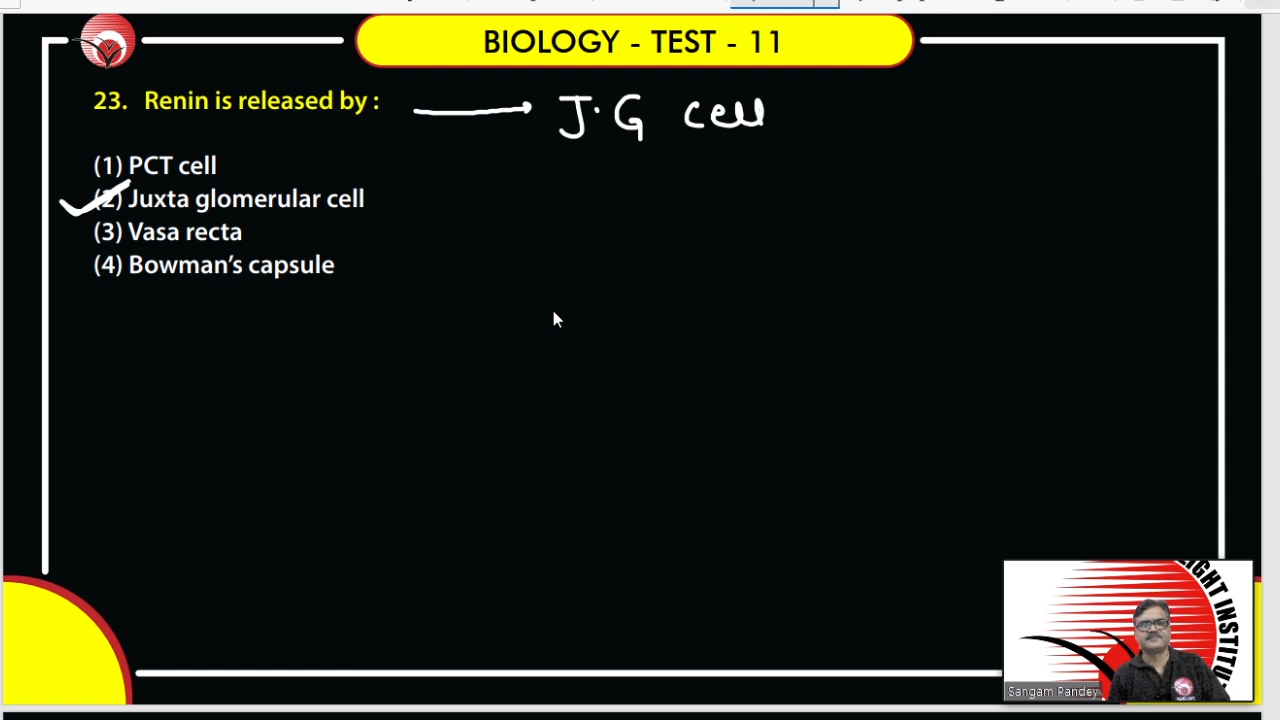 BIOLOGY - TEST - 11
23. Renin is released by :
J.G cell
(1) PCT cell
(2) Juxta glomerular cell
(3) Vasa recta
(4) Bowman's capsule
Sangam Pandey